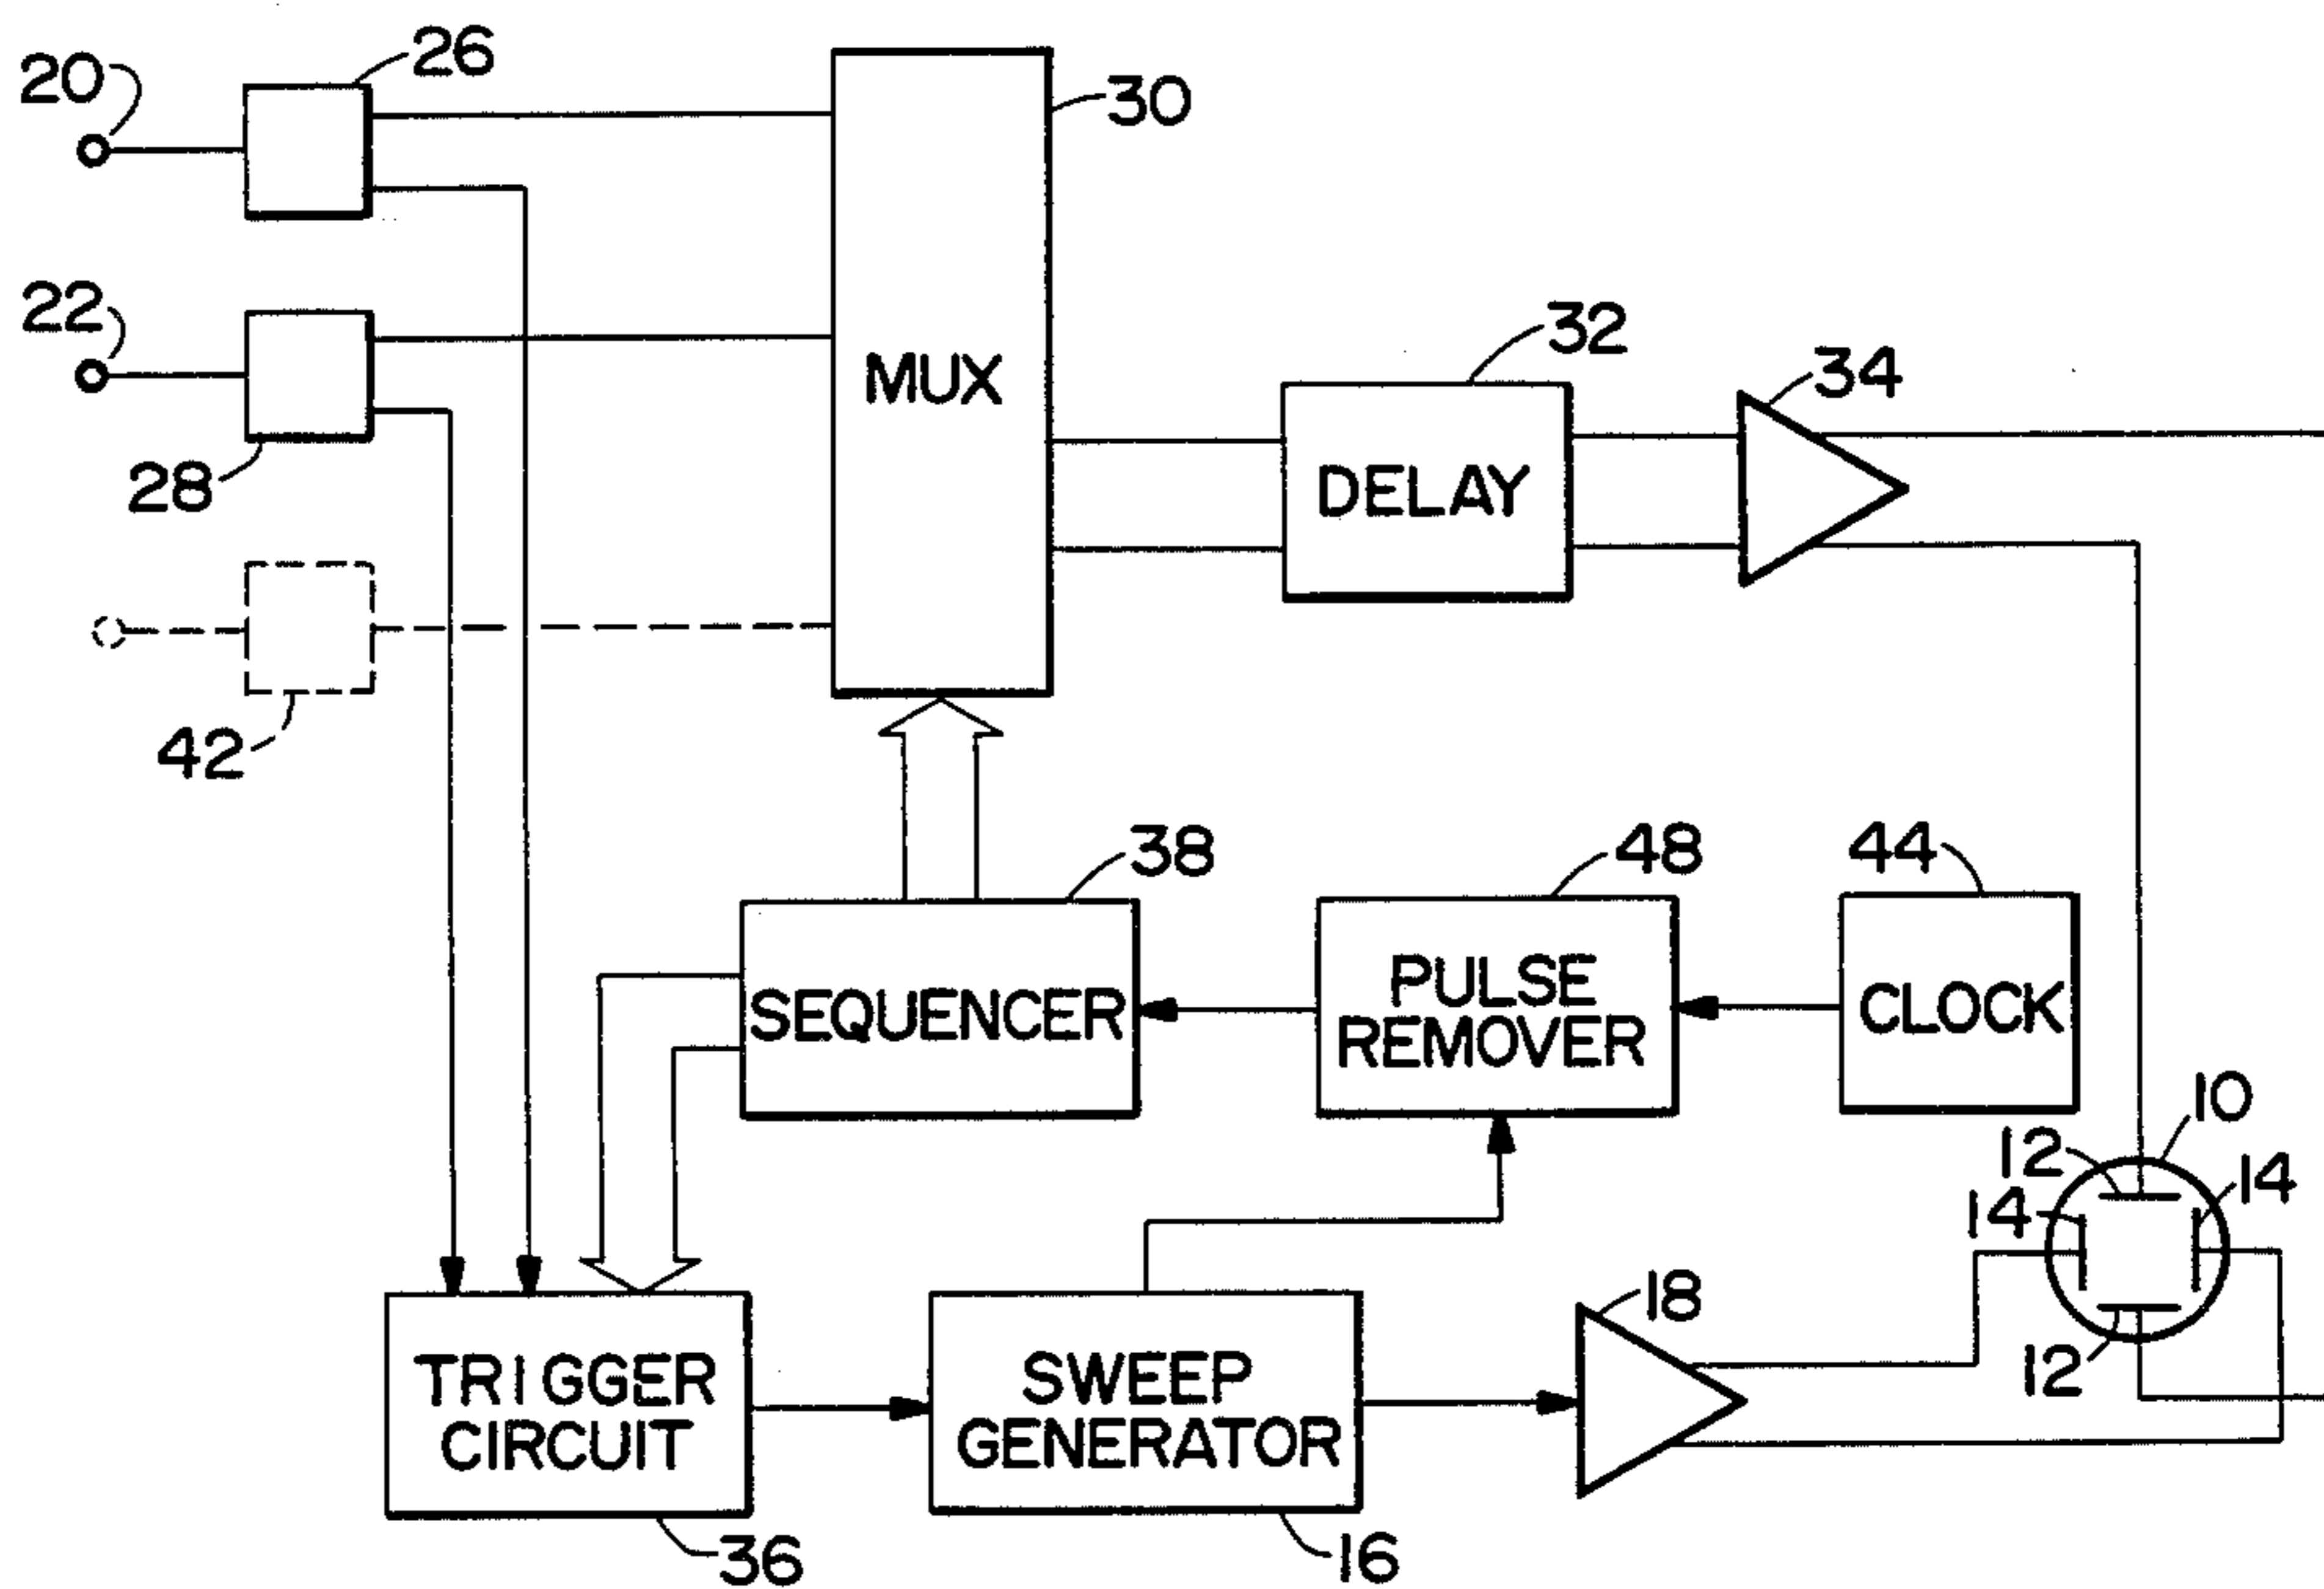 20
26
30
22
28
MUX
32
34
DELAY
42
38
48
44
SEQUENCER
PULSE
REMOVER
CLOCK
10
12
14
14
12
18
TRIGGER
CIRCUIT
SWEEP
GENERATOR
36
16